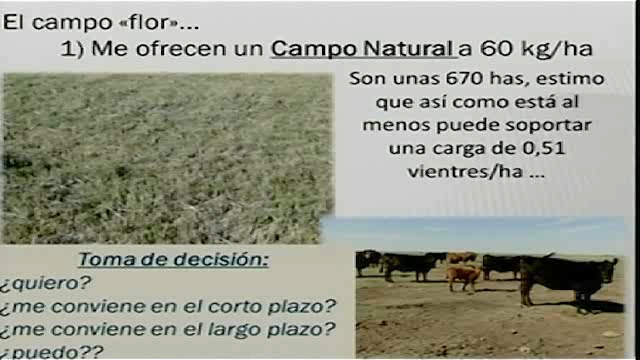 El campo «flor»...
1) Me ofrecen un Campo Natural a 60 kg/ha
Son unas 670 has, estimo
que así como está al
menos puede soportar
una carga de 0,51
vientres/ha ...
Toma de decisión:
¿quiero?
¿me conviene en el corto plazo?
¿me conviene en el largo plazo?
¿puedo??